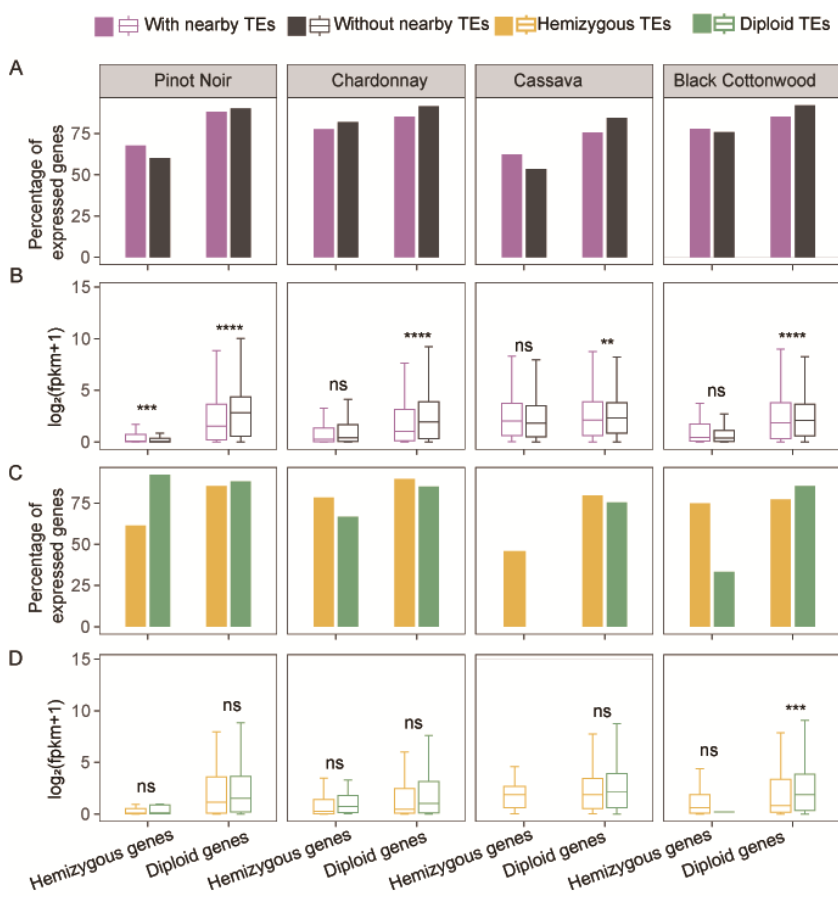 With nearby TEs Without nearby TEs Hemizygous TEs Diploid TEs
A
Pinot Noir Chardonnay Cassava Black Cottonwood
Percentage of
expressed genes
75
50
25
0
B
log₂(fpkm+1)
15
10
5
0
*** **** ns **** ns ** ns ****
C
Percentage of
expressed genes
75
50
25
0
D
log₂(fpkm+1)
15
10
5
0
ns ns ns ns ns ns ***
Hemizygous genes Diploid genes Hemizygous genes Diploid genes Hemizygous genes Diploid genes Hemizygous genes Diploid genes